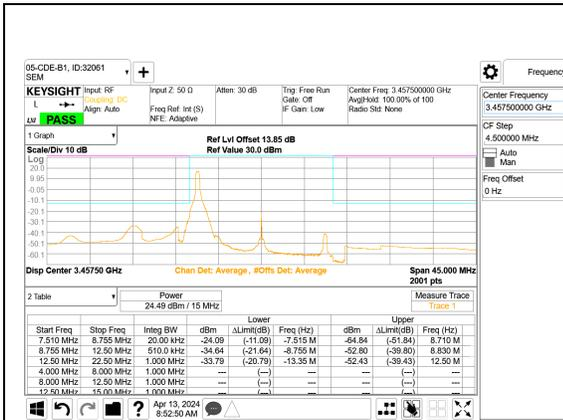 05-CDE-B1, ID:32061
SEM
Frequency
KEYSIGHT
L
LXI
PASS
Input: RF
Coupling: DC
Align: Auto
Input Z: 50 Ω
Freq Ref: Int (S)
NFE: Adaptive
Atten: 30 dB
Trig: Free Run
Gate: Off
IF Gain: Low
Center Freq: 3.457500000 GHz
Avg|Hold: 100.00% of 100
Radio Std: None
Center Frequency
3.457500000 GHz
CF Step
4.500000 MHz
Auto
Man
Freq Offset
0 Hz
1 Graph
Scale/Div 10 dB
Ref Lvl Offset 13.85 dB
Ref Value 30.0 dBm
Log
20.0
9.95
-0.05
-10.1
-20.1
-30.1
-40.1
-50.1
-60.1
Disp Center 3.45750 GHz
Chan Det: Average , #Offs Det: Average
Span 45.000 MHz
2001 pts
2 Table
Power
24.49 dBm / 15 MHz
Measure Trace
Trace 1
Lower Upper
Start Freq Stop Freq Integ BW dBm ΔLimit(dB) Freq (Hz) dBm ΔLimit(dB) Freq (Hz)
7.510 MHz 8.755 MHz 20.00 kHz -24.09 (-11.09) -7.515 M -64.84 (-51.84) 8.710 M
8.755 MHz 12.50 MHz 510.0 kHz -34.64 (-21.64) -8.755 M -52.80 (-39.80) 8.830 M
12.50 MHz 22.50 MHz 1.000 MHz -33.79 (-20.79) -13.35 M -52.43 (-39.43) 12.50 M
4.000 MHz 8.000 MHz 1.000 MHz --- (---) --- --- (---) ---
8.000 MHz 12.50 MHz 1.000 MHz --- (---) --- --- (---) ---
12.50 MHz 15.00 MHz 1.000 MHz --- (---) --- --- (---) ---
?
Apr 13, 2024
8:52:50 AM